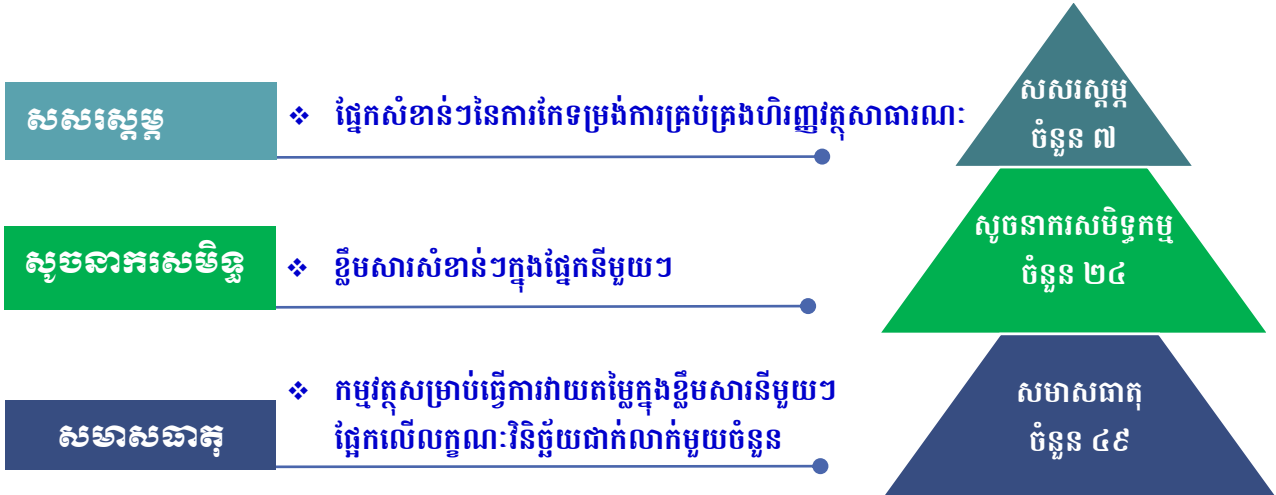 សសរស្តម្ភ
❖ ផ្នែកសំខាន់ៗនៃការកែទម្រង់ការគ្រប់គ្រងហិរញ្ញវត្ថុសាធារណៈ
សូចនាករសមិទ្ធ
❖ ខ្លឹមសារសំខាន់ៗក្នុងផ្នែកនីមួយៗ
សមាសធាតុ
❖ កម្មវត្ថុសម្រាប់ធ្វើការវាយតម្លៃក្នុងខ្លឹមសារនីមួយៗ
ផ្អែកលើលក្ខណៈវិនិច្ឆ័យជាក់លាក់មួយចំនួន
សសរស្តម្ភ
ចំនួន ៧
សូចនាករសមិទ្ធកម្ម
ចំនួន ២៤
សមាសធាតុ
ចំនួន ៤៩